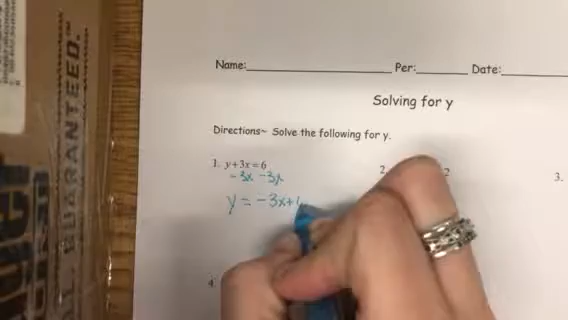 GUARANTEED
Name: Per: Date:
Solving for y
Directions~ Solve the following for y.
1. y+3x=6
2. 2
3.
-3x -3x
y = -3x+
4.